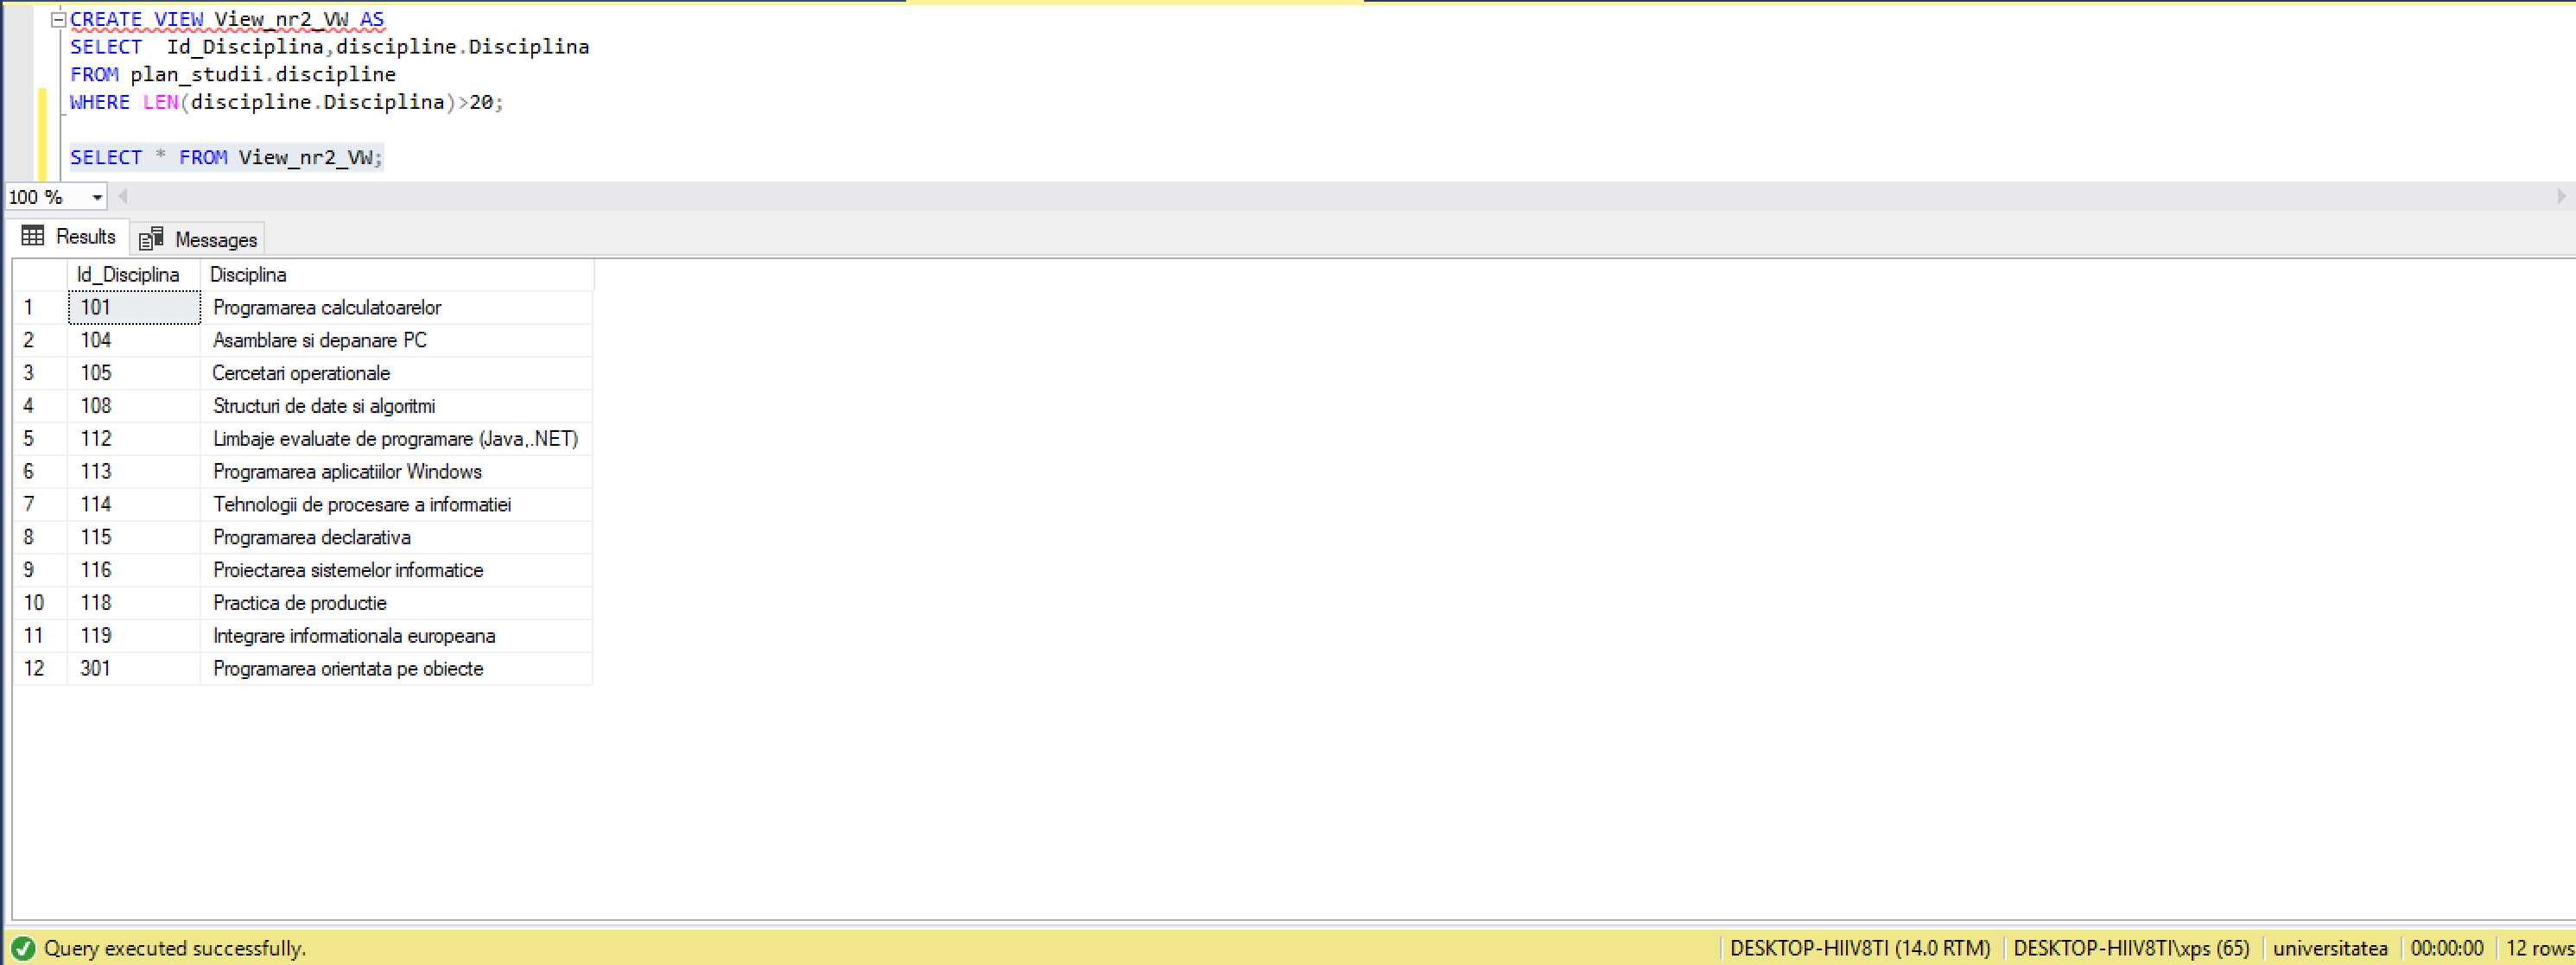 CREATE VIEW View_nr2_VW AS
SELECT  Id_Disciplina,discipline.Disciplina
FROM plan_studii.discipline
WHERE LEN(discipline.Disciplina)>20;
SELECT * FROM View_nr2_VW;
100 %
Results Messages
Id_Disciplina Disciplina
1 101 Programarea calculatoarelor
2 104 Asamblare si depanare PC
3 105 Cercetari operationale
4 108 Structuri de date si algoritmi
5 112 Limbaje evaluate de programare (Java,.NET)
6 113 Programarea aplicatiilor Windows
7 114 Tehnologii de procesare a informatiei
8 115 Programarea declarativa
9 116 Proiectarea sistemelor informatice
10 118 Practica de productie
11 119 Integrare informationala europeana
12 301 Programarea orientata pe obiecte
Query executed successfully. DESKTOP-HIIV8TI (14.0 RTM) DESKTOP-HIIV8TI\xps (65) universitatea 00:00:00 12 rows